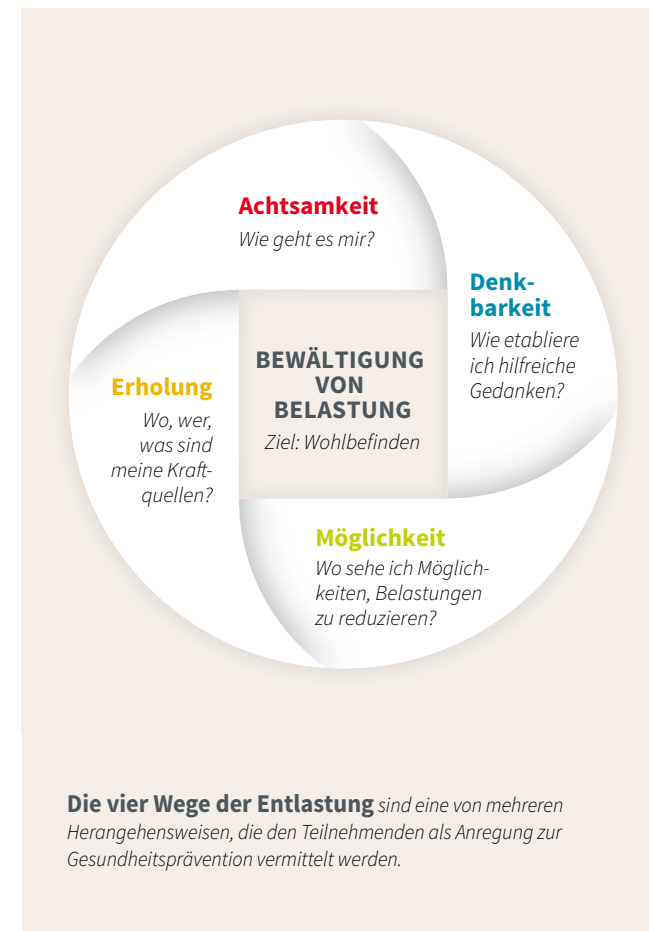 Achtsamkeit
Wie geht es mir?
Denk-
barkeit
Wie etabliere
ich hilfreiche
Gedanken?
BEWÄLTIGUNG
VON
BELASTUNG
Ziel: Wohlbefinden
Erholung
Wo, wer,
was sind
meine Kraft-
quellen?
Möglichkeit
Wo sehe ich Möglich-
keiten, Belastungen
zu reduzieren?
Die vier Wege der Entlastung sind eine von mehreren
Herangehensweisen, die den Teilnehmenden als Anregung zur
Gesundheitsprävention vermittelt werden.